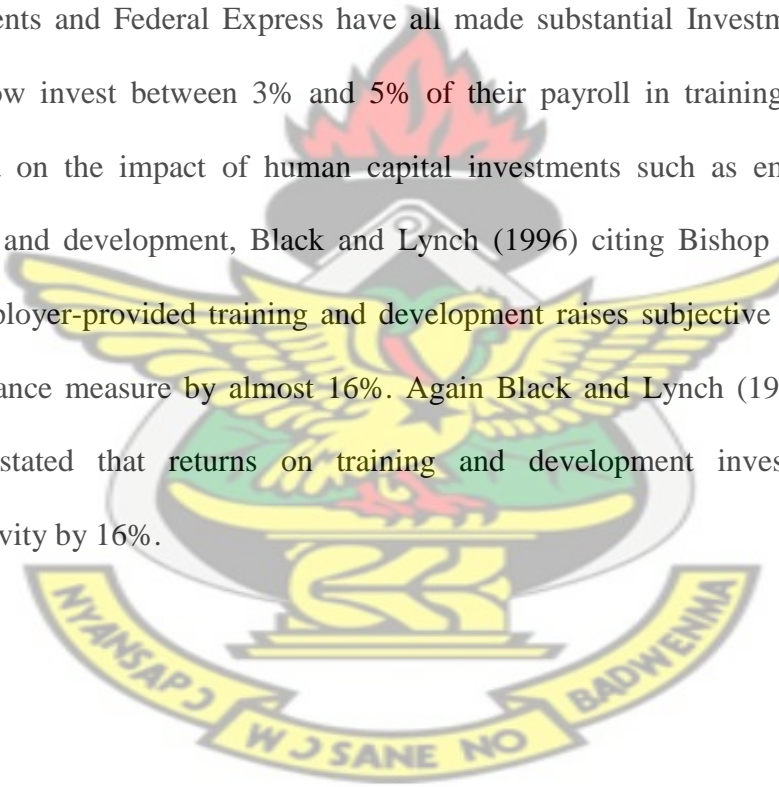 ents and Federal Express have all made substantial Investm
ow invest between 3% and 5% of their payroll in training
on the impact of human capital investments such as en
and development, Black and Lynch (1996) citing Bishop
ployer-provided training and development raises subjective
ance measure by almost 16%. Again Black and Lynch (19
stated that returns on training and development inves
vity by 16%.
NYANSAPƆ
WƆSANE NO
BADWENMA